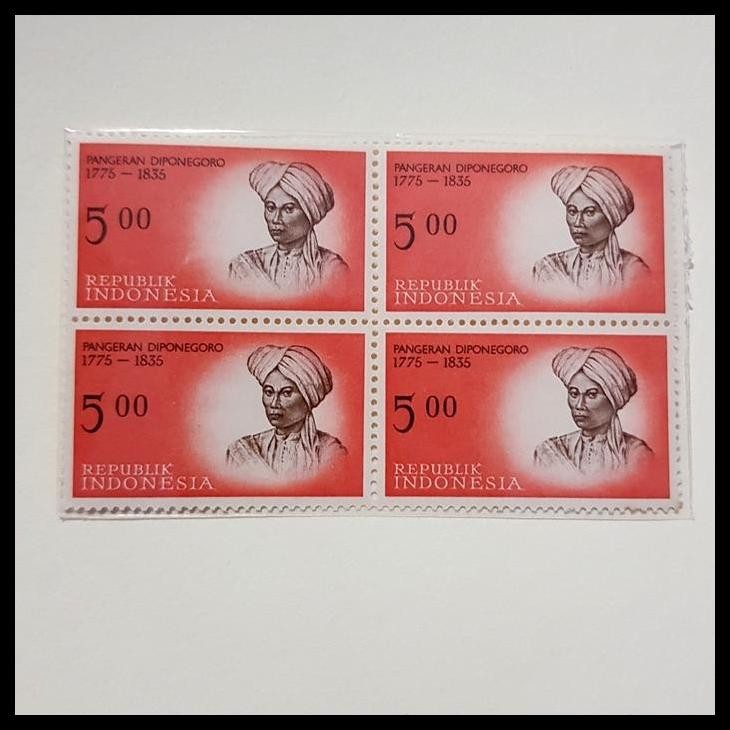 PANGERAN DIPONEGORO
1775 – 1835
5 00
REPUBLIK
INDONESIA
PANGERAN DIPONEGORO
1775 – 1835
5 00
REPUBLIK
INDONESIA
PANGERAN DIPONEGORO
1775 – 1835
5 00
REPUBLIK
INDONESIA
PANGERAN DIPONEGORO
1775 – 1835
5 00
REPUBLIK
INDONESIA